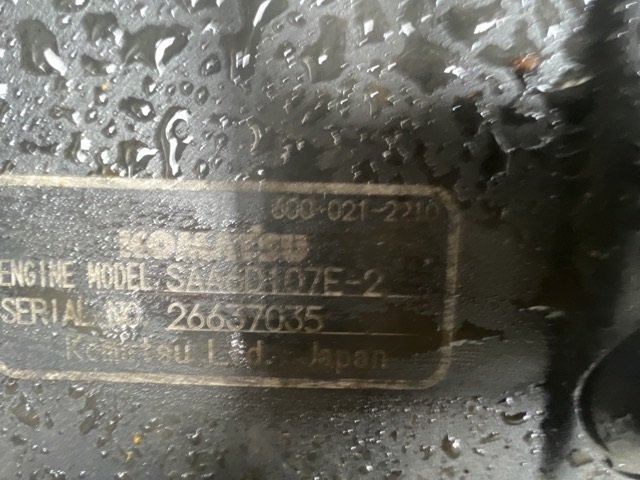 600-021-2210
KOMATSU
ENGINE MODEL SAA6D107E-2
SERIAL NO 26637035
Komatsu Ltd. Japan